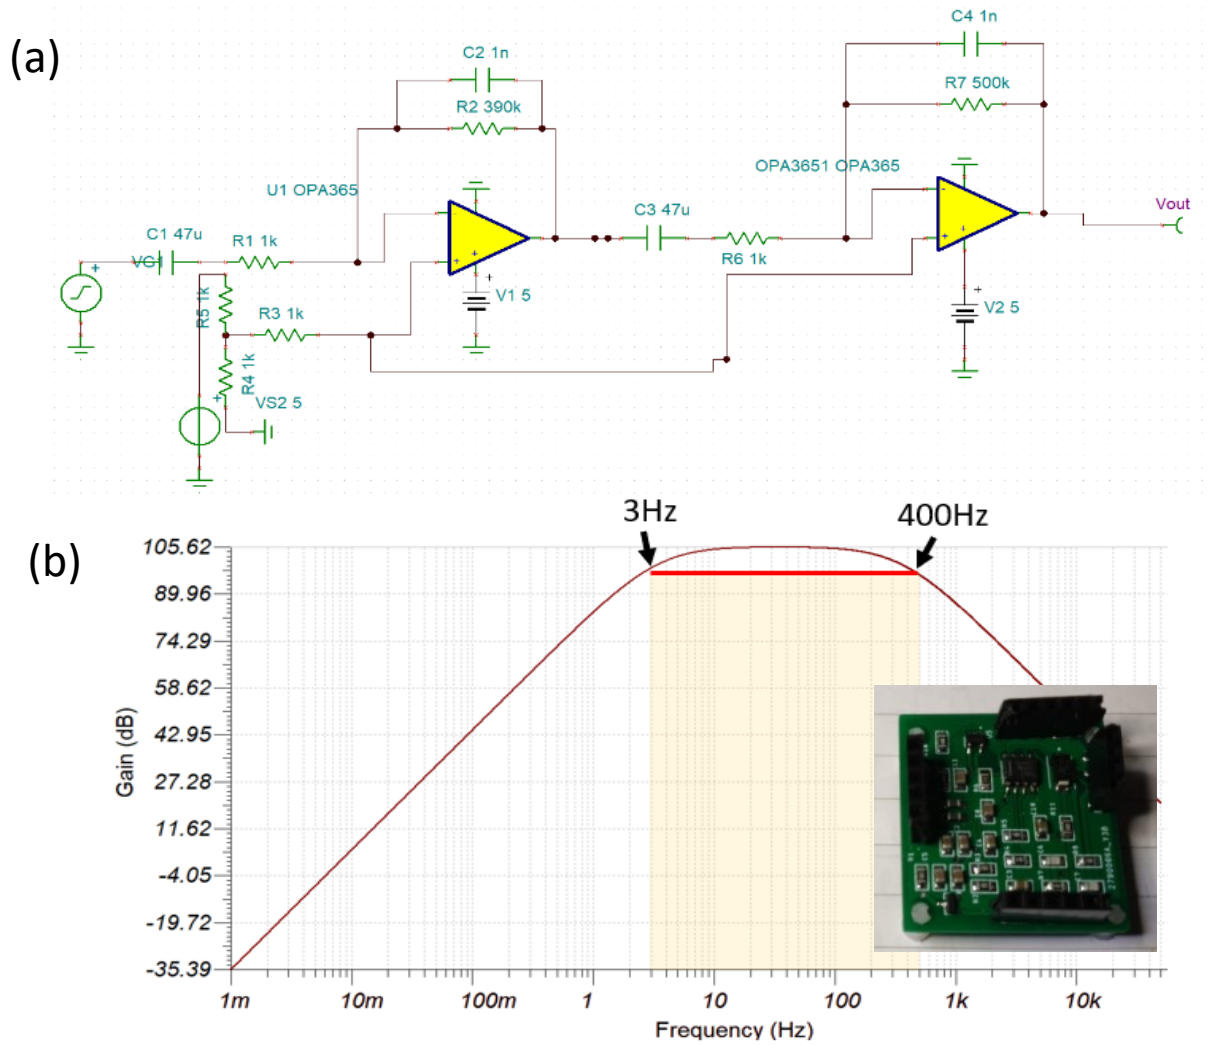 (a)
C4 1n
C2 1n
R7 500k
R2 390k
OPA3651 OPA365
U1 OPA365
Vout
C3 47u
C1 47u
R1 1k
VG1
R6 1k
R5 1k
R3 1k
V1 5
V2 5
R4 1k
VS2 5
3Hz
400Hz
(b)
105.62
89.96
74.29
58.62
42.95
27.28
11.62
-4.05
-19.72
-35.39
Gain (dB)
1m
10m
100m
1
10
100
1k
10k
Frequency (Hz)